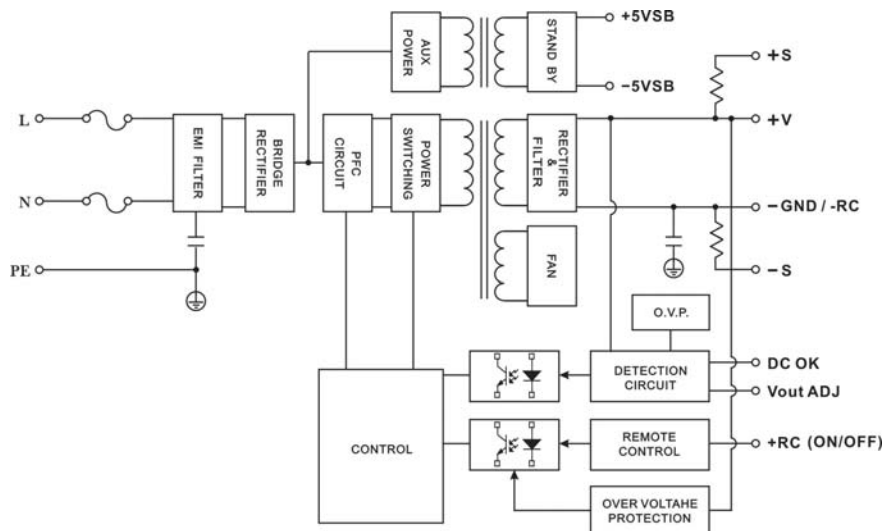 +5VSB
AUX
POWER
STAND BY
+S
−5VSB
L
EMI FILTER
BRIDGE
RECTIFIER
PFC
CIRCUIT
POWER
SWITCHING
RECTIFIER
&
FILTER
+V
N
−GND / -RC
PE
FAN
−S
O.V.P.
DETECTION
CIRCUIT
DC OK
Vout ADJ
CONTROL
REMOTE
CONTROL
+RC (ON/OFF)
OVER VOLTAHE
PROTECTION